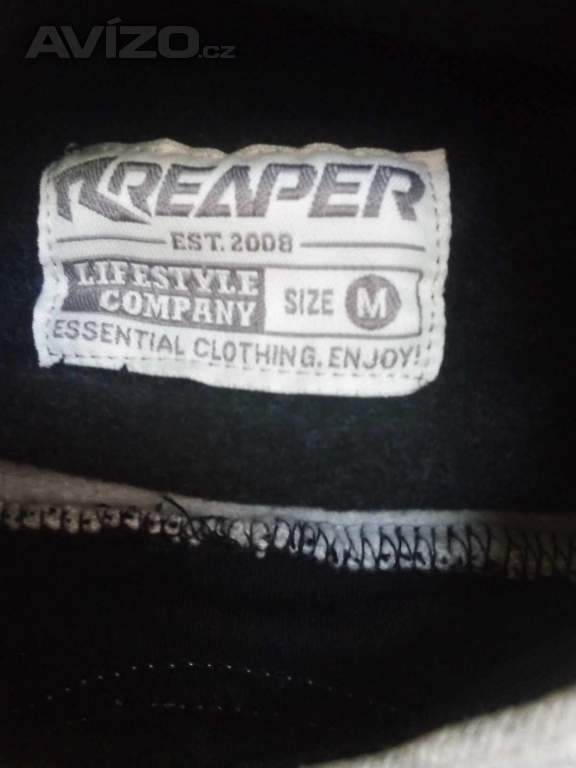 AVÍZO.cz
REAPER
EST. 2008
LIFESTYLE
COMPANY
SIZE M
ESSENTIAL CLOTHING. ENJOY!